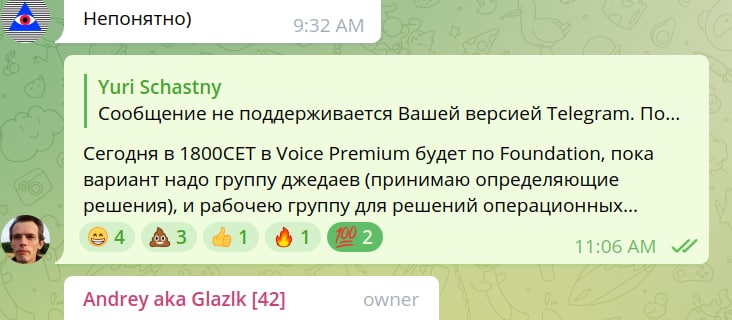 Непонятно)
9:32 AM
Yuri Schastny
Сообщение не поддерживается Вашей версией Telegram. По...
Сегодня в 1800CET в Voice Premium будет по Foundation, пока
вариант надо группу джедаев (принимаю определяющие
решения), и рабочею группу для решений операционных...
😁 4 💩 3 👍 1 🔥 1 💯 2
11:06 AM
Andrey aka Glazlk [42] owner